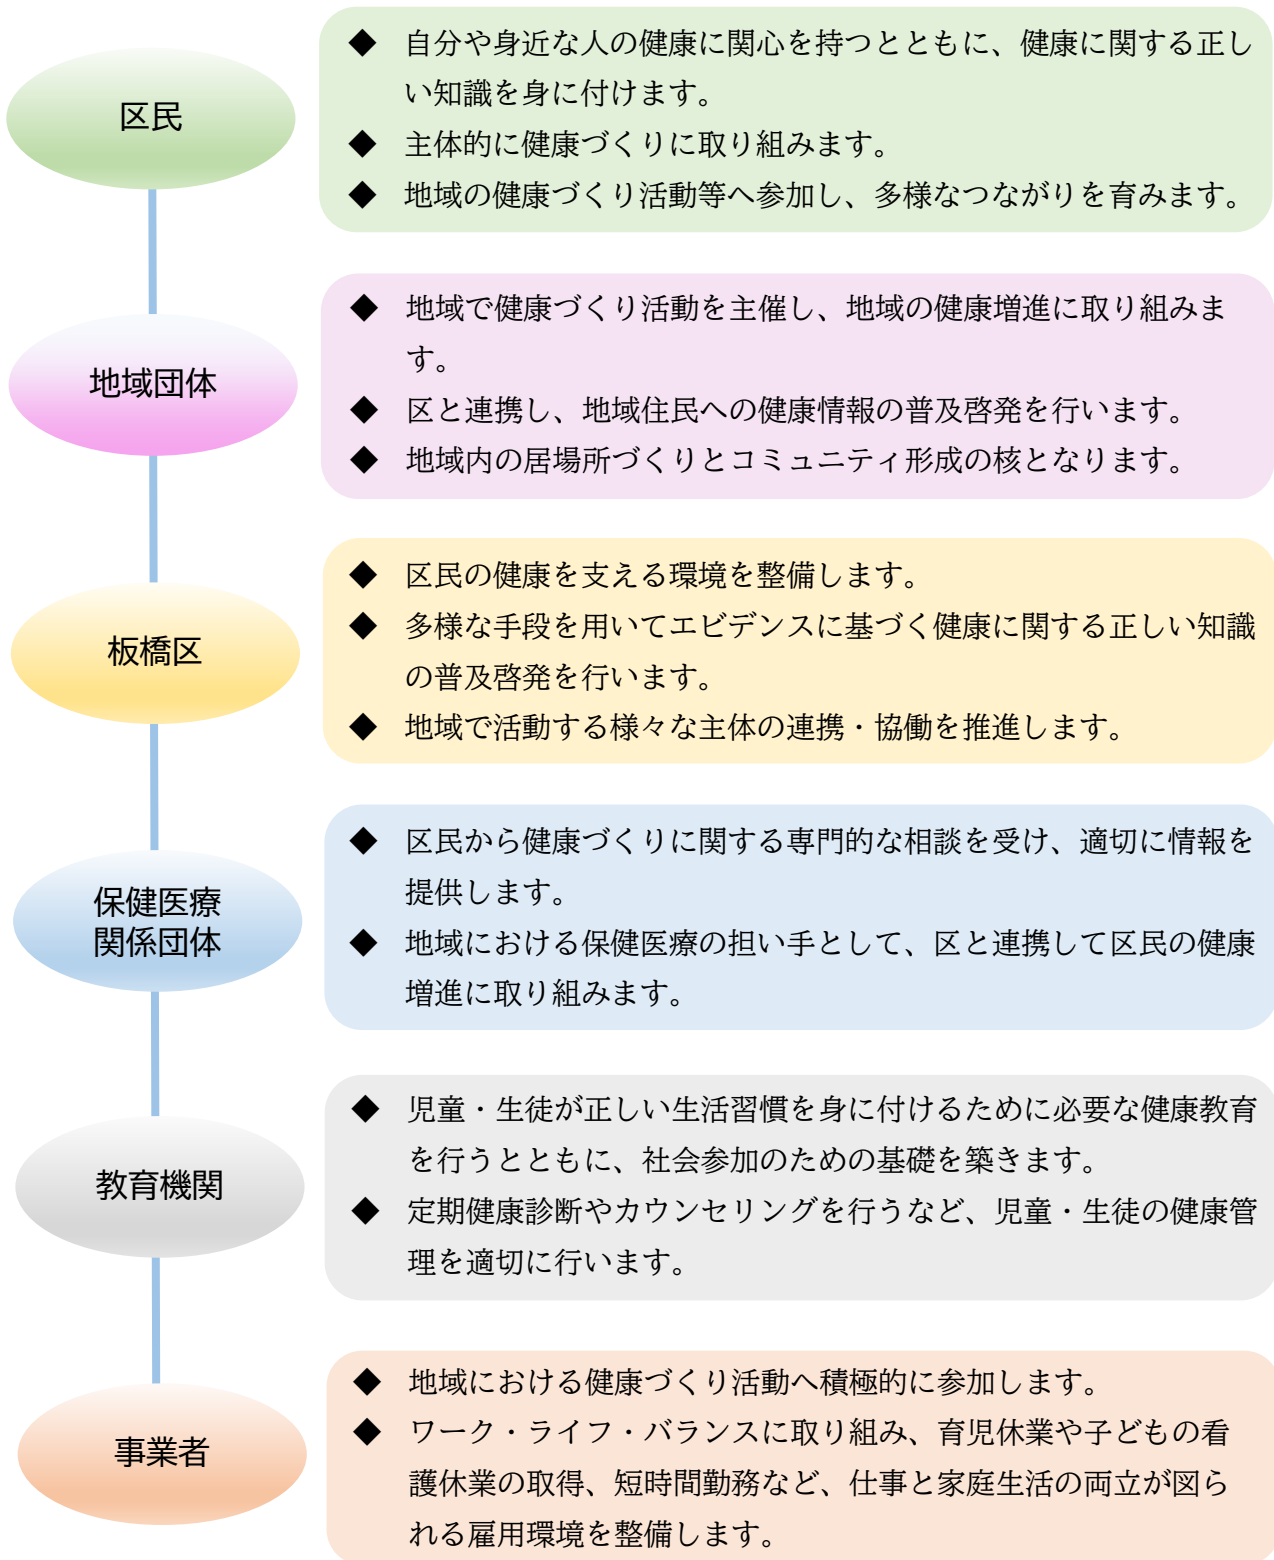 区民
◆ 自分や身近な人の健康に関心を持つとともに、健康に関する正し
い知識を身に付けます。
◆ 主体的に健康づくりに取り組みます。
◆ 地域の健康づくり活動等へ参加し、多様なつながりを育みます。
地域団体
◆ 地域で健康づくり活動を主催し、地域の健康増進に取り組みま
す。
◆ 区と連携し、地域住民への健康情報の普及啓発を行います。
◆ 地域内の居場所づくりとコミュニティ形成の核となります。
板橋区
◆ 区民の健康を支える環境を整備します。
◆ 多様な手段を用いてエビデンスに基づく健康に関する正しい知識
の普及啓発を行います。
◆ 地域で活動する様々な主体の連携・協働を推進します。
保健医療
関係団体
◆ 区民から健康づくりに関する専門的な相談を受け、適切に情報を
提供します。
◆ 地域における保健医療の担い手として、区と連携して区民の健康
増進に取り組みます。
教育機関
◆ 児童・生徒が正しい生活習慣を身に付けるために必要な健康教育
を行うとともに、社会参加のための基礎を築きます。
◆ 定期健康診断やカウンセリングを行うなど、児童・生徒の健康管
理を適切に行います。
事業者
◆ 地域における健康づくり活動へ積極的に参加します。
◆ ワーク・ライフ・バランスに取り組み、育児休業や子どもの看
護休業の取得、短時間勤務など、仕事と家庭生活の両立が図ら
れる雇用環境を整備します。